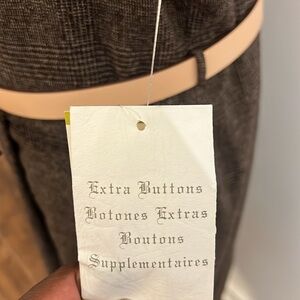 Extra Buttons
Botones Extras
Boutons
Supplementaires